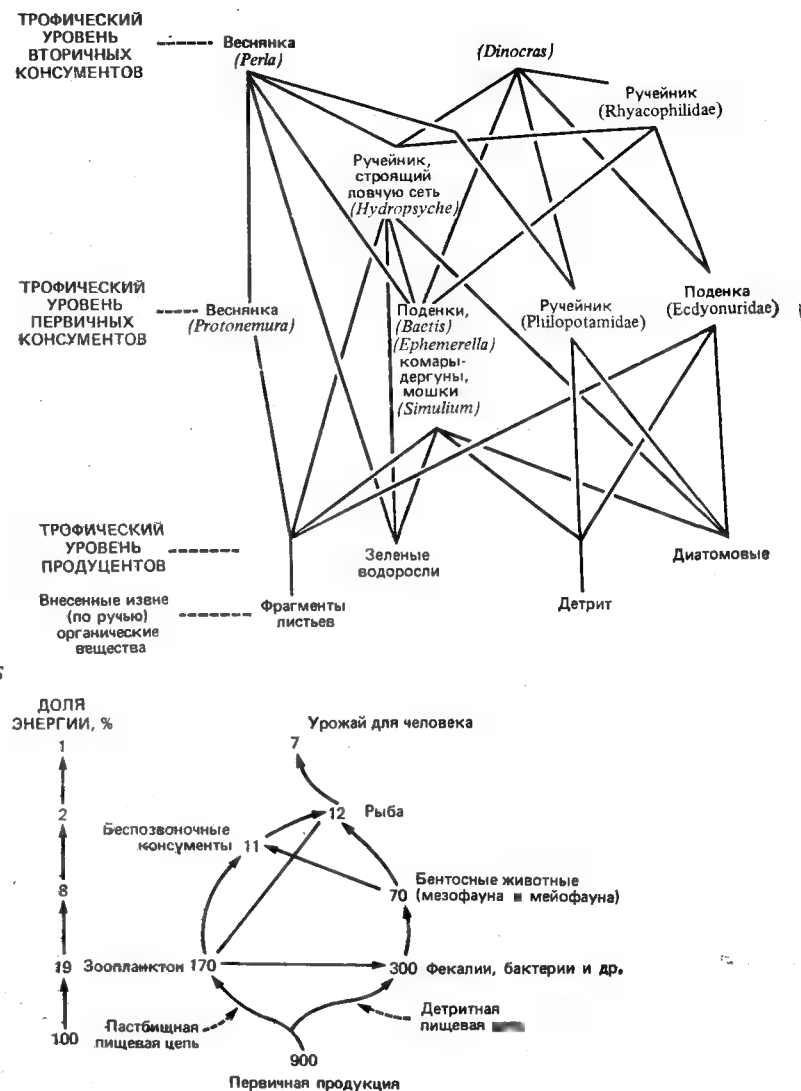 ТРОФИЧЕСКИЙ
УРОВЕНЬ
ВТОРИЧНЫХ
КОНСУМЕНТОВ
Веснянка
(Perla)
(Dinocras)
Ручейник
(Rhyacophilidae)
Ручейник,
строящий
ловчую сеть
(Hydropsyche)
ТРОФИЧЕСКИЙ
УРОВЕНЬ
ПЕРВИЧНЫХ
КОНСУМЕНТОВ
Веснянка
(Protonemura)
Поденки,
(Bactis)
(Ephemerella)
комары-
дергуны,
мошки
(Simulium)
Ручейник
(Philopotamidae)
Поденка
(Ecdyonuridae)
ТРОФИЧЕСКИЙ
УРОВЕНЬ
ПРОДУЦЕНТОВ
Зеленые
водоросли
Диатомовые
Внесенные извне
(по ручью)
органические
вещества
Фрагменты
листьев
Детрит
ДОЛЯ
ЭНЕРГИИ, %
1
2
8
19
100
Урожай для человека
7
12 Рыба
Беспозвоночные
консументы 11
70 Бентосные животные
(мезофауна и мейофауна)
Зоопланктон 170
300 Фекалии, бактерии и др.
Пастбищная
пищевая цепь
Детритная
пищевая
900
Первичная продукция